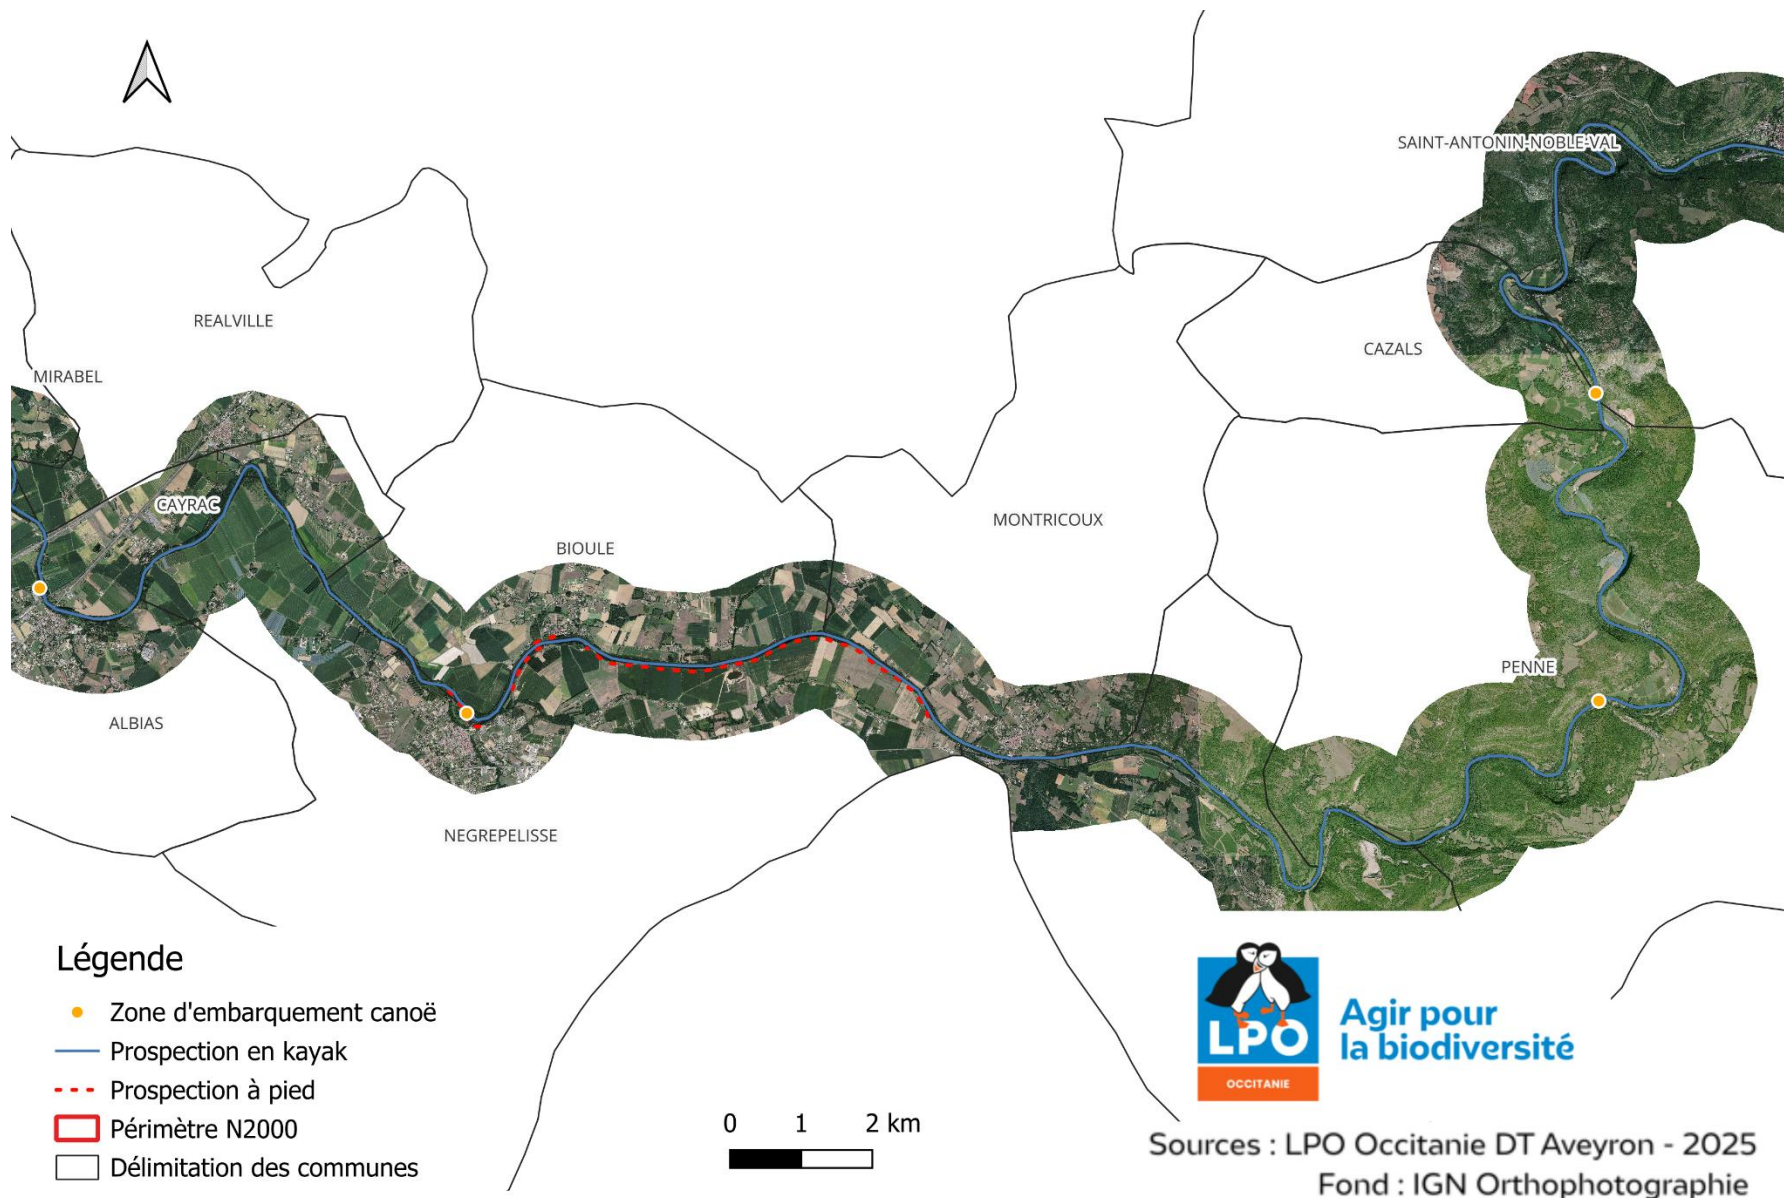 SAINT-ANTONIN-NOBLE-VAL
REALVILLE
CAZALS
MIRABEL
CAYRAC
MONTRICOUX
BIOULE
PENNE
ALBIAS
NEGREPELISSE
Légende
Zone d'embarquement canoë
Prospection en kayak
Prospection à pied
Périmètre N2000
Délimitation des communes
0 1 2 km
LPO
OCCITANIE
Agir pour
la biodiversité
Sources : LPO Occitanie DT Aveyron - 2025
Fond : IGN Orthophotographie